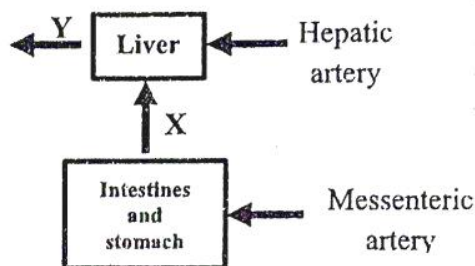 Y
Liver
Hepatic
artery
X
Intestines
and
stomach
Messenteric
artery